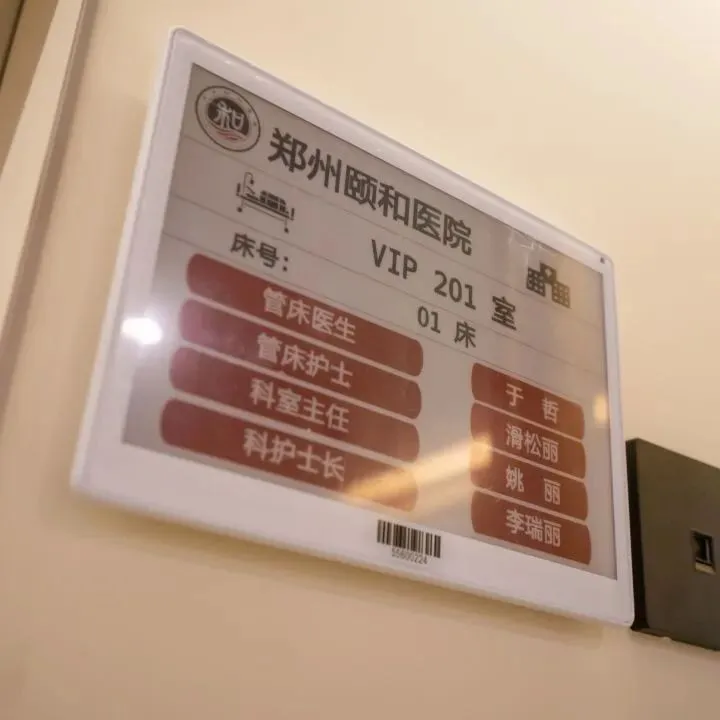 郑州颐和医院
VIP 201 室
床号: 01 床
管床医生 于 哲
管床护士 滑松丽
科室主任 姚 丽
科护士长 李瑞丽
55600224